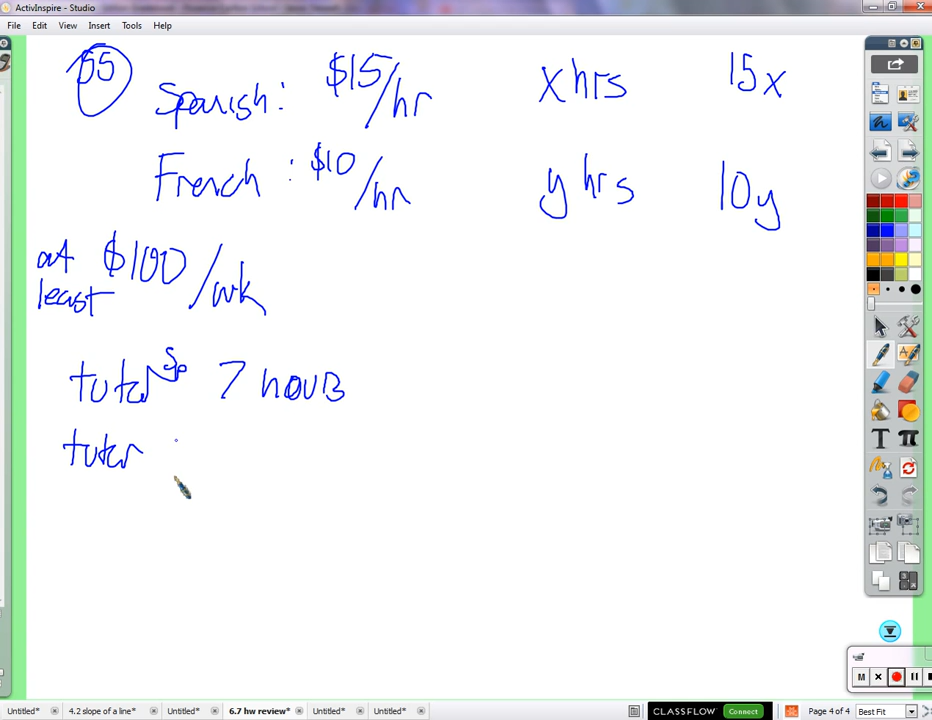 ActivInspire - Studio
File Edit View Insert Tools Help
55
Spanish: $15/hr x hrs 15x
French: $10/hr y hrs 10y
at least $100/wk
tutor Sp 7 hours
tutor
M
Untitled* 4.2 slope of a line* Untitled* 6.7 hw review* Untitled* Untitled* CLASSFLOW Connect Page 4 of 4 Best Fit